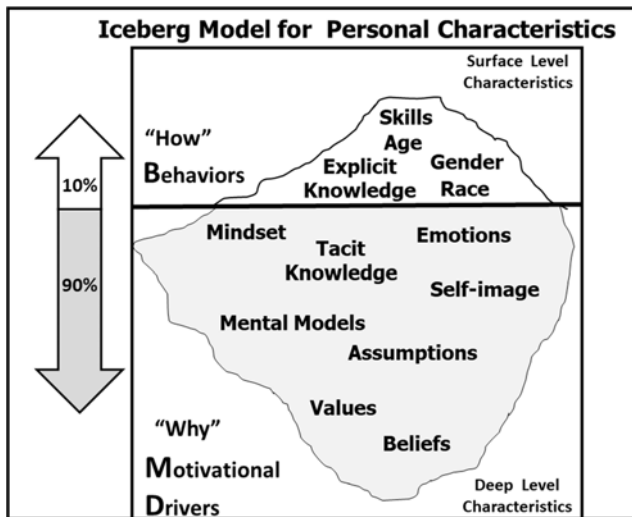 Iceberg Model for Personal Characteristics
Surface Level
Characteristics
Skills
Age
"How"
Behaviors
Explicit
Knowledge
Gender
Race
10%
Mindset
Emotions
Tacit
Knowledge
90%
Self-image
Mental Models
Assumptions
Values
Beliefs
"Why"
Motivational
Drivers
Deep Level
Characteristics